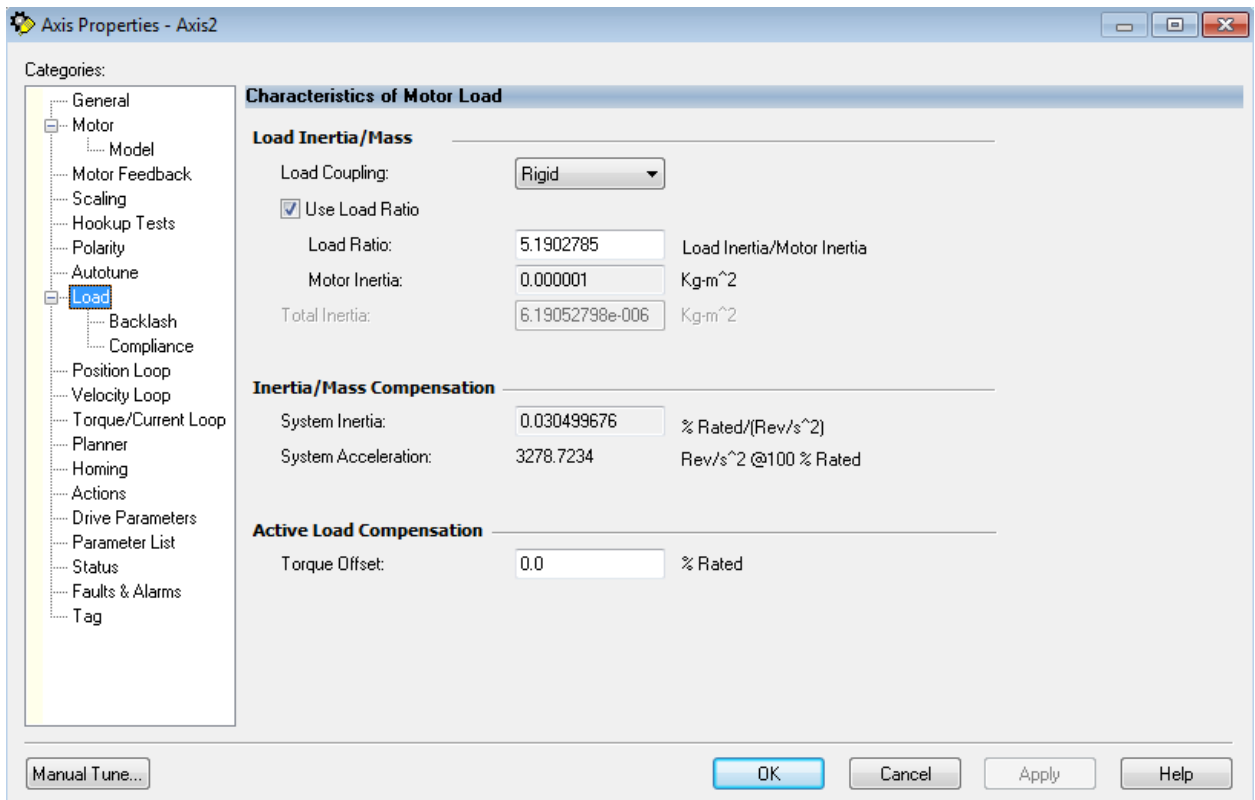 Axis Properties - Axis2
Categories:
General
Motor
Model
Motor Feedback
Scaling
Hookup Tests
Polarity
Autotune
Load
Backlash
Compliance
Position Loop
Velocity Loop
Torque/Current Loop
Planner
Homing
Actions
Drive Parameters
Parameter List
Status
Faults & Alarms
Tag
Characteristics of Motor Load
Load Inertia/Mass
Load Coupling: Rigid
Use Load Ratio
Load Ratio: 5.1902785 Load Inertia/Motor Inertia
Motor Inertia: 0.000001 Kg-m^2
Total Inertia: 6.19052798e-006 Kg-m^2
Inertia/Mass Compensation
System Inertia: 0.030499676 % Rated/(Rev/s^2)
System Acceleration: 3278.7234 Rev/s^2 @100 % Rated
Active Load Compensation
Torque Offset: 0.0 % Rated
Manual Tune... OK Cancel Apply Help